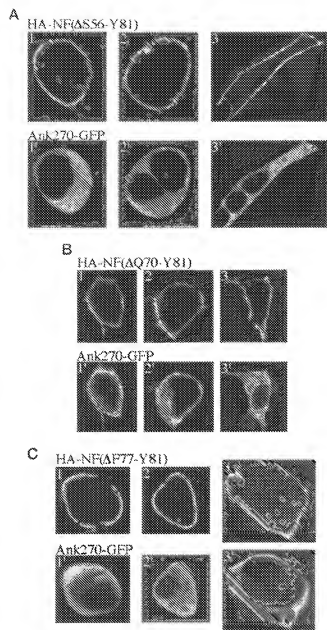 A
HA-NF(ΔS56-Y81)
1 2 3
Ank270-GFP
1' 2' 3'
B
HA-NF(ΔQ70-Y81)
1 2 3
Ank270-GFP
1' 2' 3'
C
HA-NF(ΔF77-Y81)
1 2 3
Ank270-GFP
1' 2' 3'